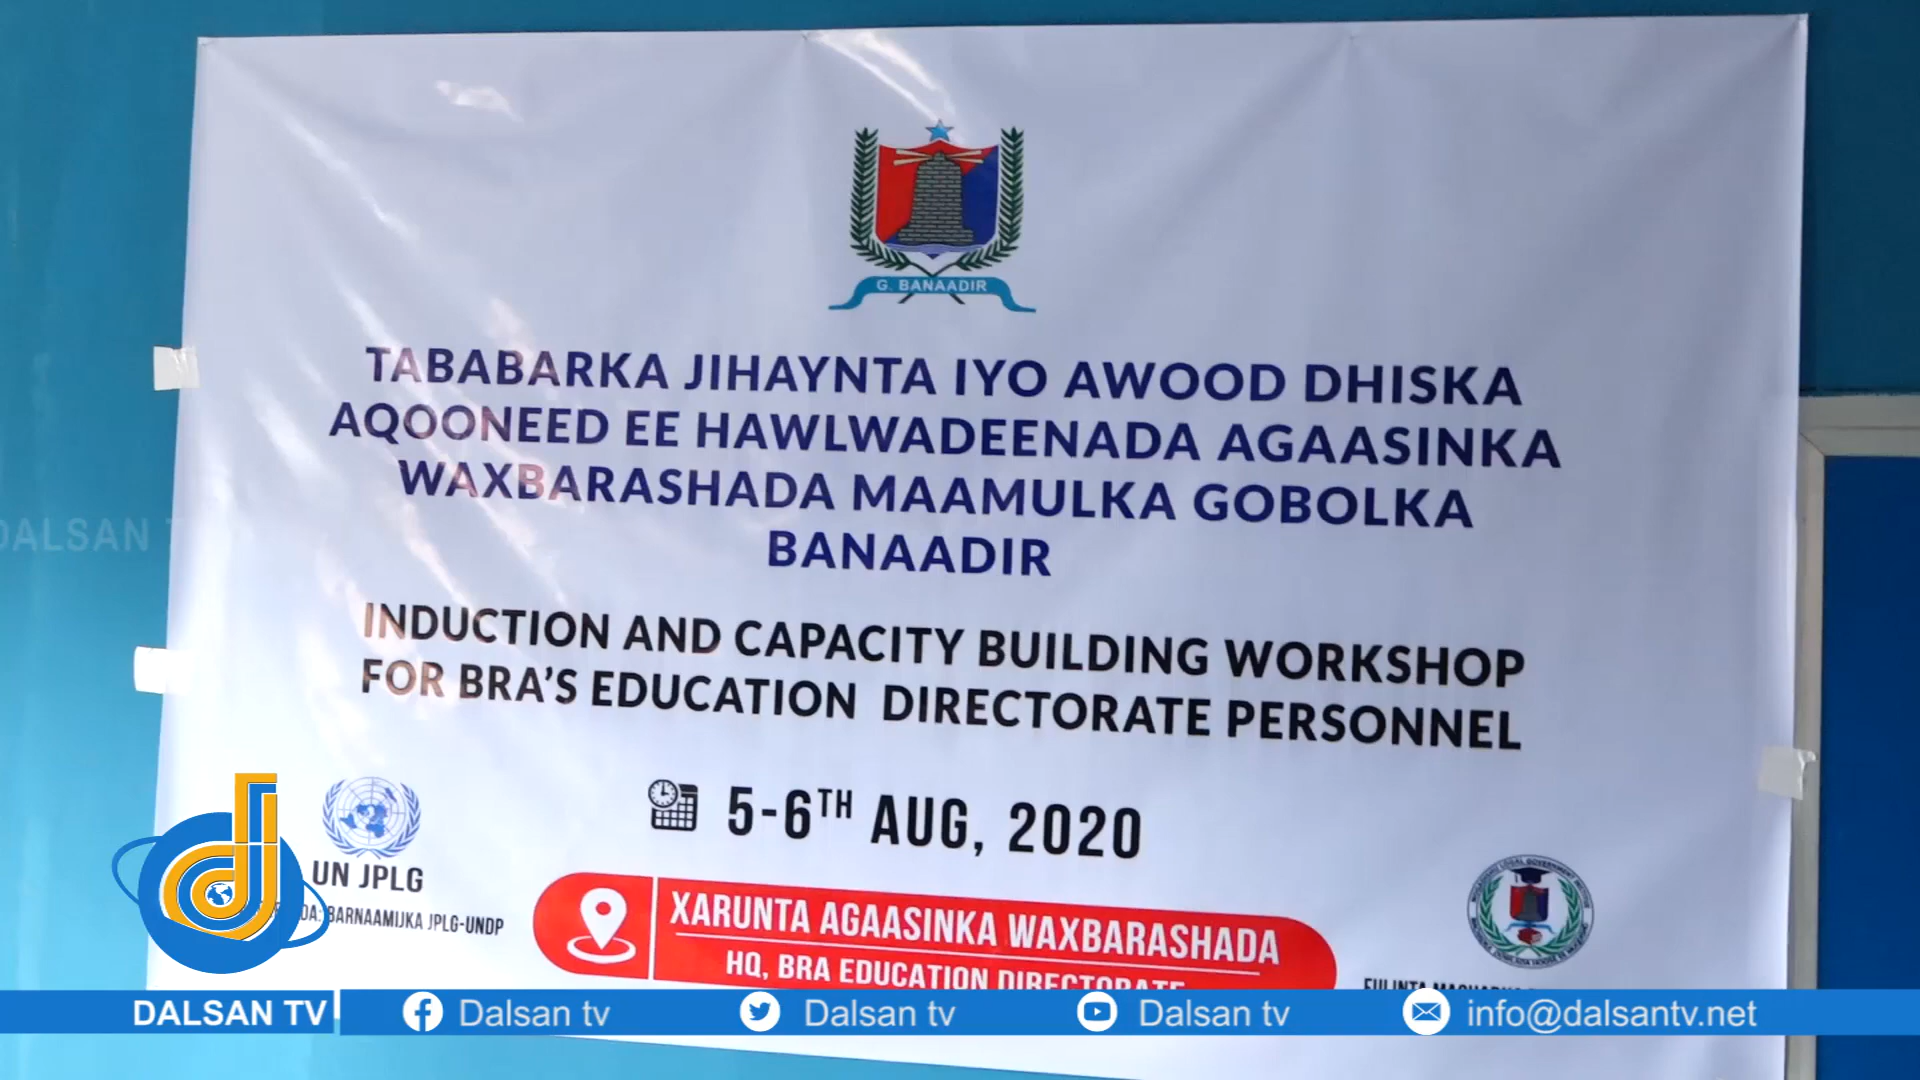 G. BANAADIR
TABABARKA JIHAYNTA IYO AWOOD DHISKA
AQOONEED EE HAWLWADEENADA AGAASINKA
WAXBARASHADA MAAMULKA GOBOLKA
BANAADIR
INDUCTION AND CAPACITY BUILDING WORKSHOP
FOR BRA'S EDUCATION DIRECTORATE PERSONNEL
5-6TH AUG, 2020
UN JPLG
BARNAAMIJKA JPLG-UNDP
XARUNTA AGAASINKA WAXBARASHADA
HQ, BRA EDUCATION DIRECTORATE
DALSAN
DALSAN TV
Dalsan tv
Dalsan tv
Dalsan tv
info@dalsantv.net